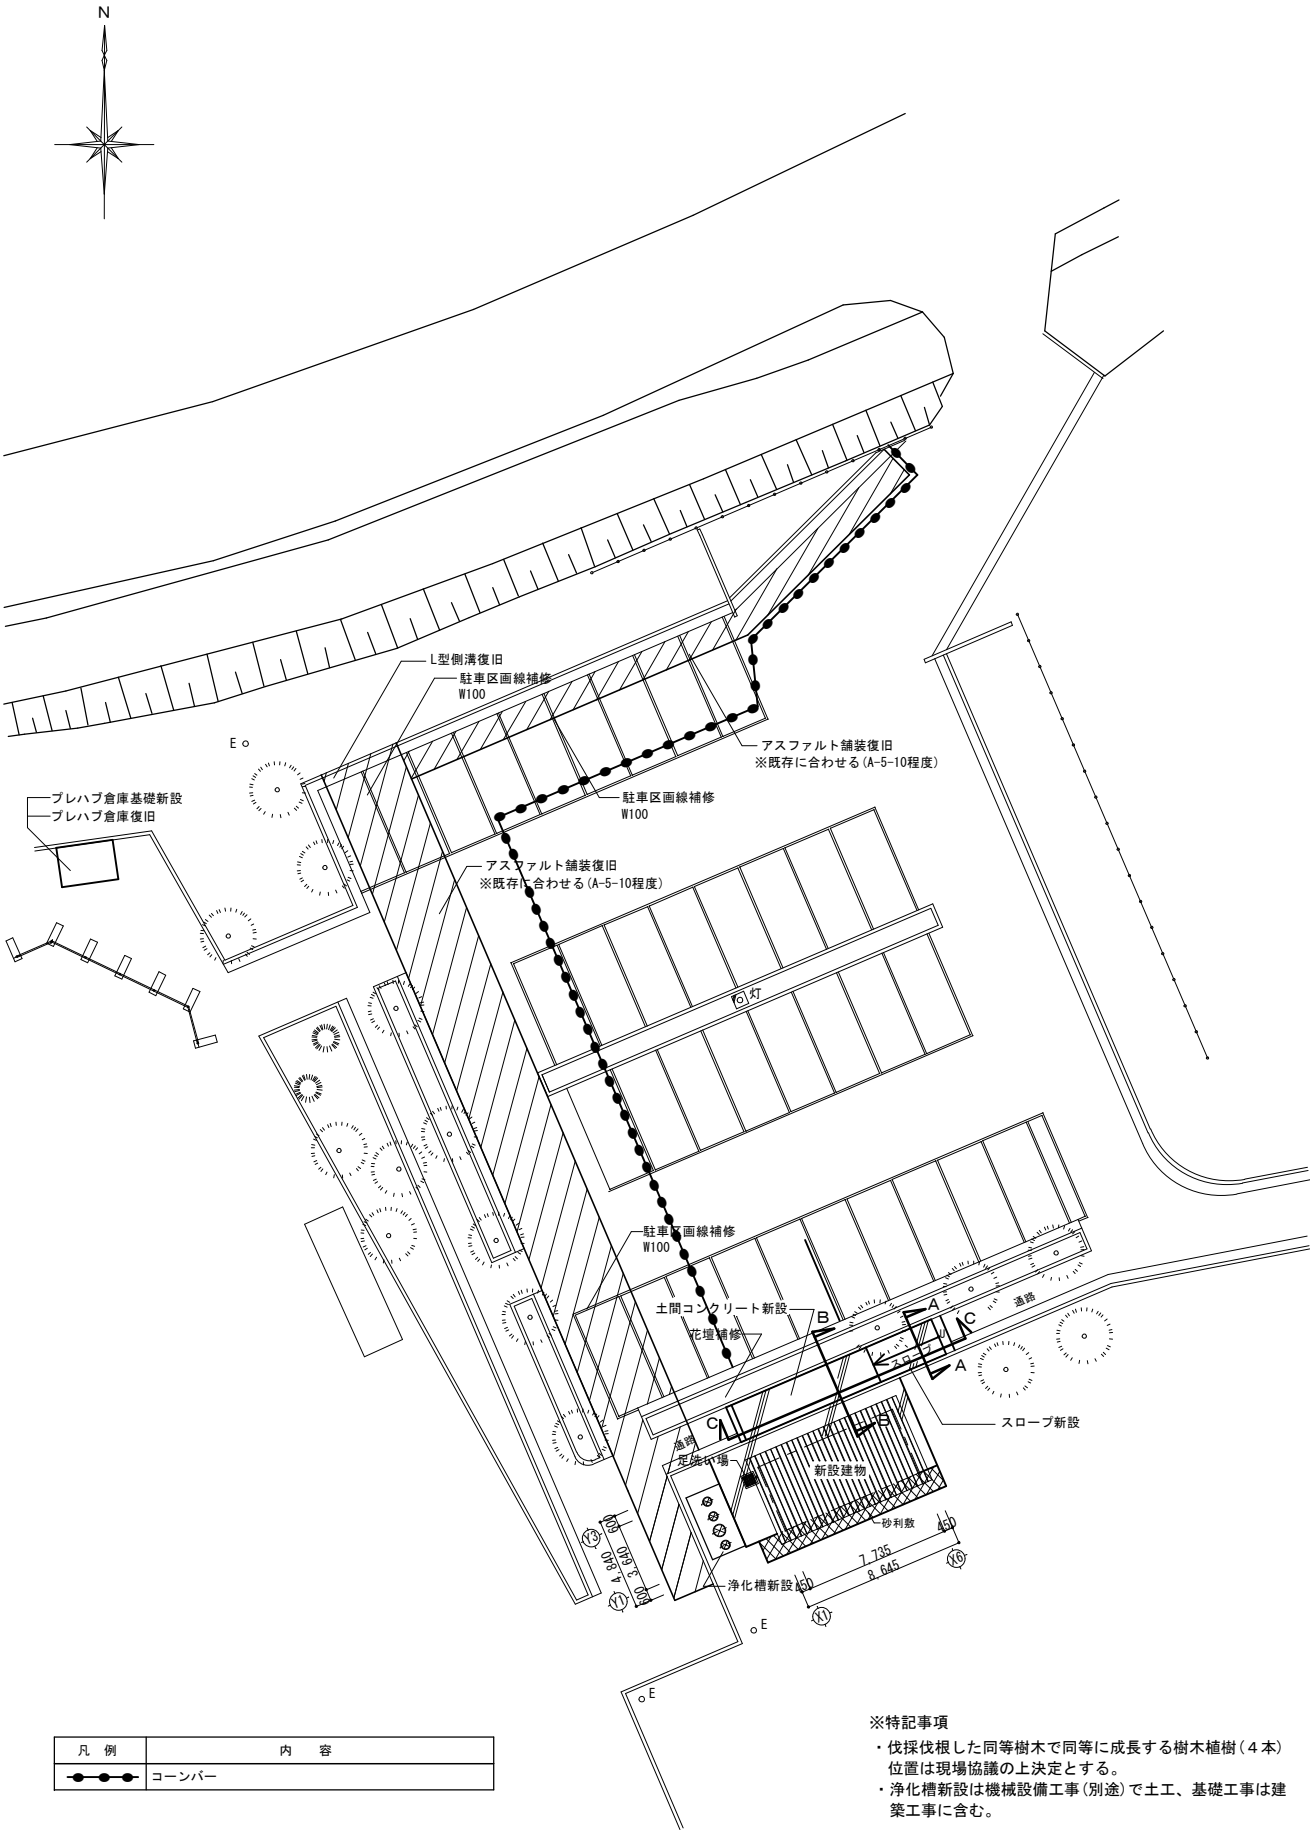 N
L型側溝復旧
駐車区画線補修
W100
E
アスファルト舗装復旧
※既存に合わせる(A-5-10程度)
プレハブ倉庫基礎新設
プレハブ倉庫復旧
駐車区画線補修
W100
アスファルト舗装復旧
※既存に合わせる(A-5-10程度)
灯
駐車区画線補修
W100
土間コンクリート新設
花壇補修
B
A
C
通路
スロープ
U
A
C
B
スロープ新設
通路
足洗い場
新設建物
砂利敷
浄化槽新設
Y3
600
4,840
3,640
600
Y1
450
7,735
8,645
450
X6
X1
E
E
凡 例
内 容
コーンバー
※特記事項
・伐採伐根した同等樹木で同等に成長する樹木植樹(4本)
位置は現場協議の上決定とする。
・浄化槽新設は機械設備工事(別途)で土工、基礎工事は建
築工事に含む。